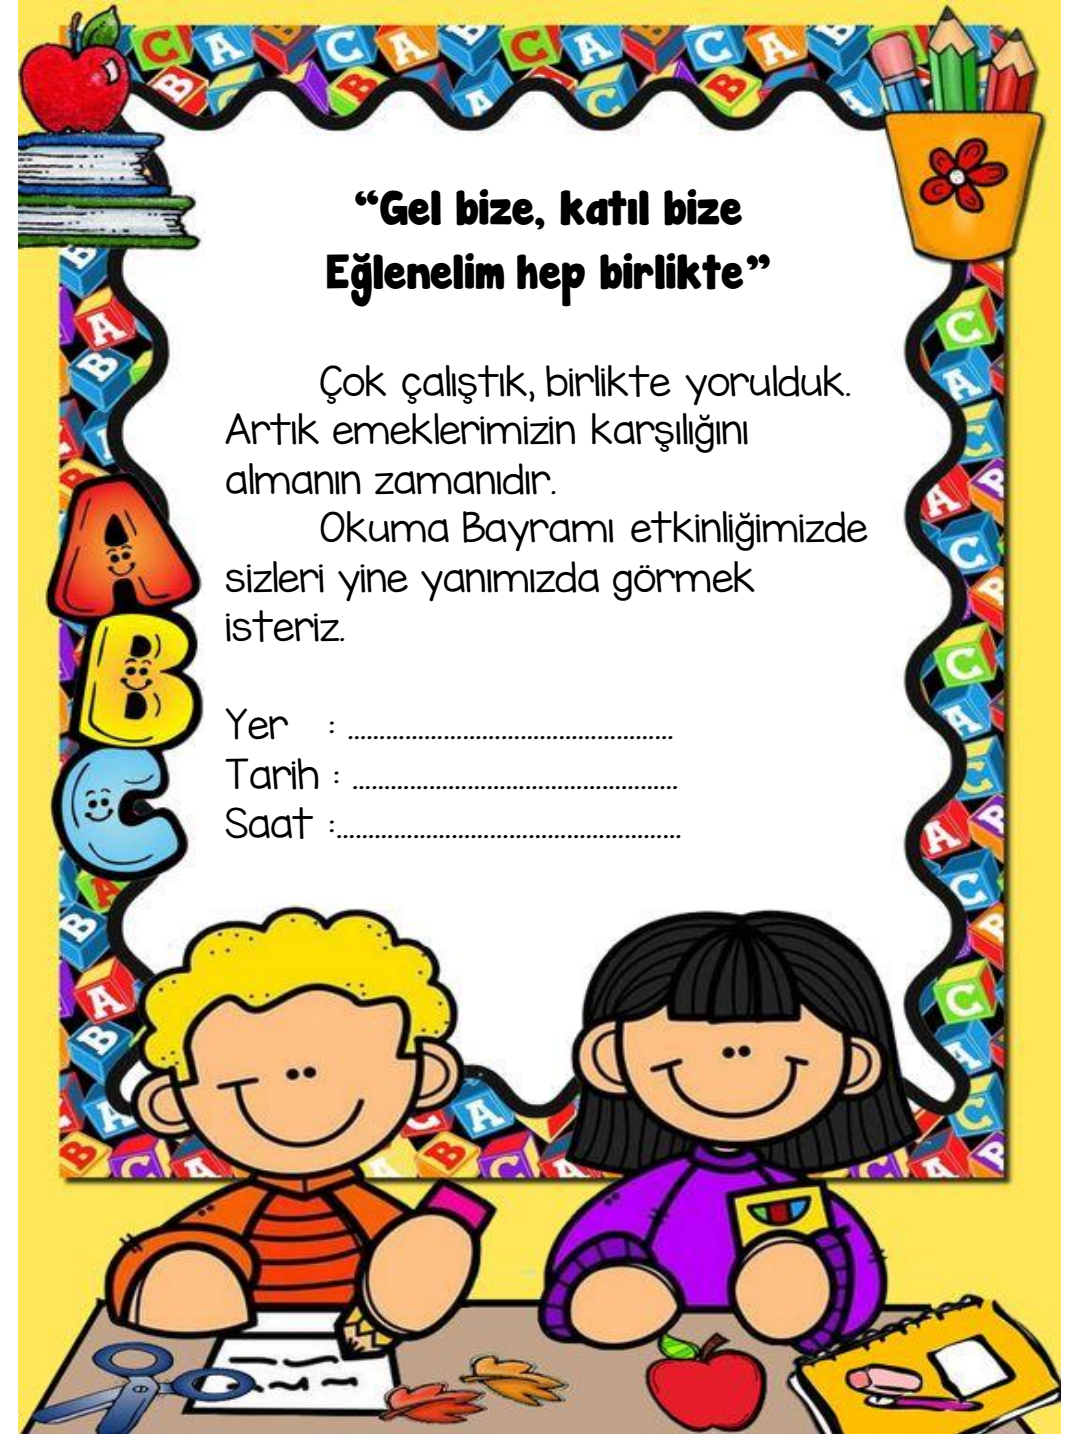 “Gel bize, katıl bize
Eğlenelim hep birlikte”
Çok çalıştık, birlikte yorulduk.
Artık emeklerimizin karşılığını
almanın zamanıdır.
Okuma Bayramı etkinliğimizde
sizleri yine yanımızda görmek
isteriz.
Yer : ....................................................
Tarih : ....................................................
Saat :.......................................................
A
B
C